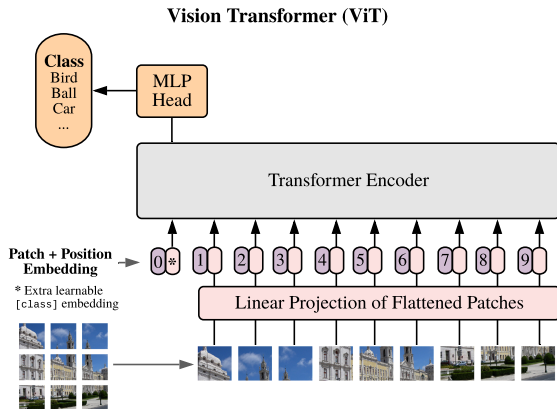 Vision Transformer (ViT)
Class
Bird
Ball
Car
...
MLP
Head
Transformer Encoder
Patch + Position
Embedding
0 * 1 2 3 4 5 6 7 8 9
* Extra learnable
[class] embedding
Linear Projection of Flattened Patches